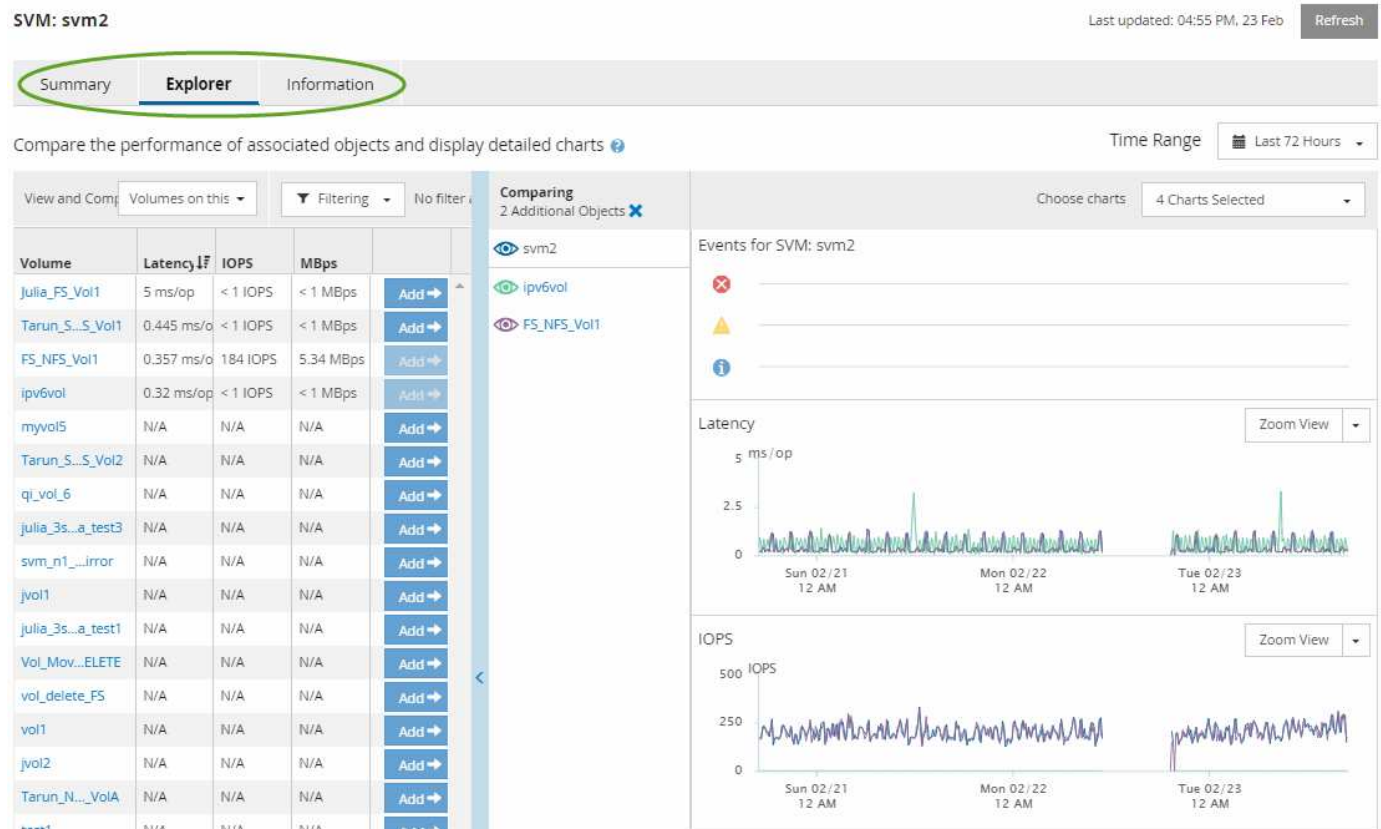 SVM: svm2
Last updated: 04:55 PM, 23 Feb Refresh
Summary Explorer Information
Compare the performance of associated objects and display detailed charts ?
Time Range Last 72 Hours
View and Comp Volumes on this Filtering No filter
Comparing
2 Additional Objects
Choose charts 4 Charts Selected
Volume Latency IOPS MBps
Julia_FS_Vol1 5 ms/op < 1 IOPS < 1 MBps Add
Tarun_S...S_Vol1 0.445 ms/o < 1 IOPS < 1 MBps Add
FS_NFS_Vol1 0.357 ms/o 184 IOPS 5.34 MBps Add
ipv6vol 0.32 ms/op < 1 IOPS < 1 MBps Add
myvol5 N/A N/A N/A Add
Tarun_S...S_Vol2 N/A N/A N/A Add
qi_vol_6 N/A N/A N/A Add
julia_3s...a_test3 N/A N/A N/A Add
svm_n1_...irror N/A N/A N/A Add
jvol1 N/A N/A N/A Add
julia_3s...a_test1 N/A N/A N/A Add
Vol_Mov...ELETE N/A N/A N/A Add
vol_delete_FS N/A N/A N/A Add
vol1 N/A N/A N/A Add
jvol2 N/A N/A N/A Add
Tarun_N..._VolA N/A N/A N/A Add
svm2
ipv6vol
FS_NFS_Vol1
Events for SVM: svm2
Latency Zoom View
5 ms/op
2.5
0
Sun 02/21 Mon 02/22 Tue 02/23
12 AM 12 AM 12 AM
IOPS Zoom View
500 IOPS
250
0
Sun 02/21 Mon 02/22 Tue 02/23
12 AM 12 AM 12 AM